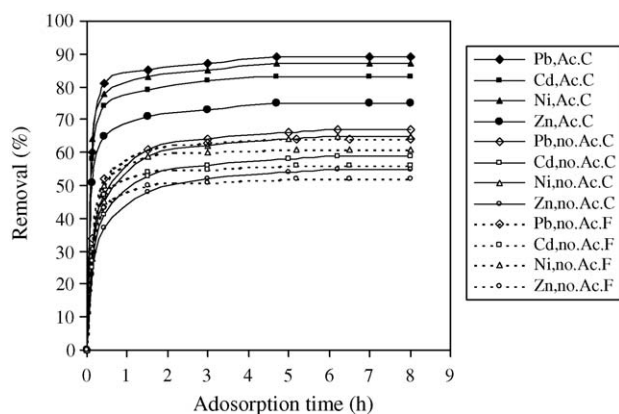 100
90
80
70
60
50
40
30
20
10
0
Removal (%)
0 1 2 3 4 5 6 7 8 9
Adosorption time (h)
Pb,Ac.C
Cd,Ac.C
Ni,Ac.C
Zn,Ac.C
Pb,no.Ac.C
Cd,no.Ac.C
Ni,no.Ac.C
Zn,no.Ac.C
Pb,no.Ac.F
Cd,no.Ac.F
Ni,no.Ac.F
Zn,no.Ac.F